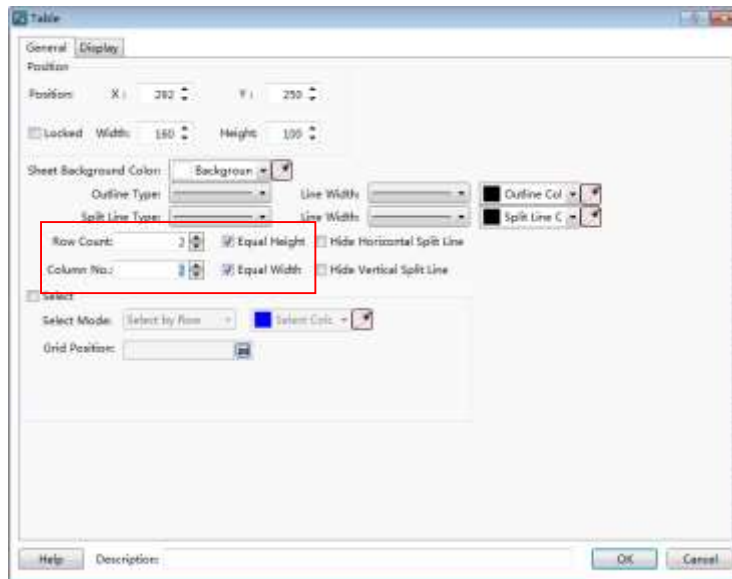 Table
General Display
Position
Position: X: 292 Y: 250
Locked Width: 160 Height: 100
Sheet Background Color: Backgroun
Outline Type: Line Width: Outline Col
Split Line Type: Line Width: Split Line C
Row Count: 2 Equal Height Hide Horizontal Split Line
Column No.: 2 Equal Width Hide Vertical Split Line
Select
Select Mode: Select by Row Select Colc
Grid Position:
Help Description: OK Cancel